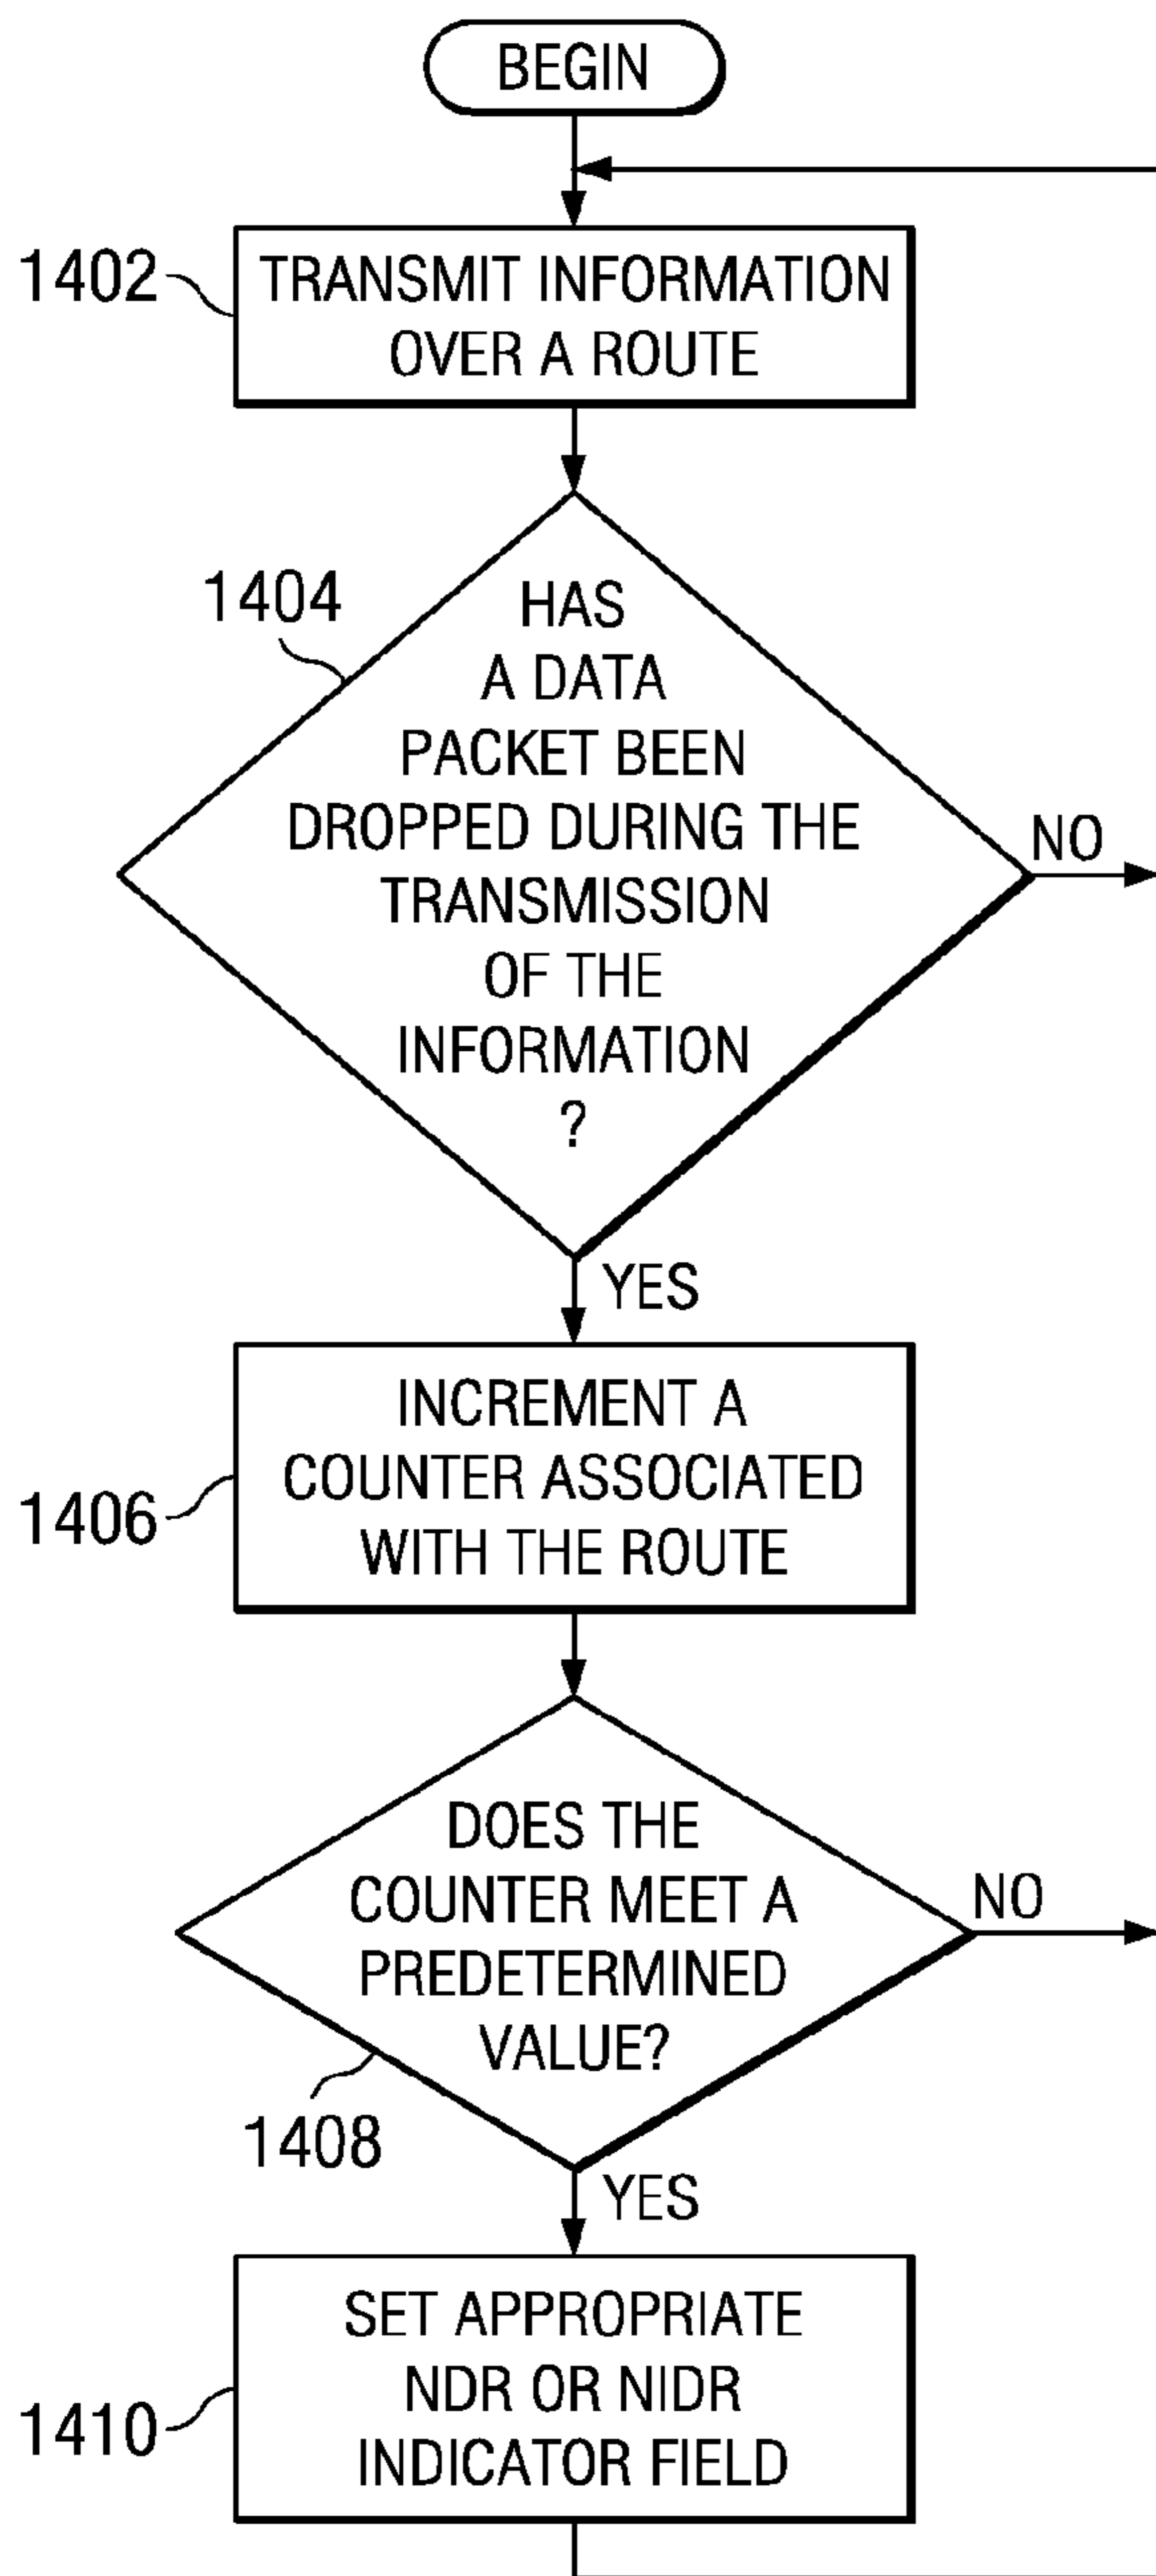 BEGIN
1402
TRANSMIT INFORMATION
OVER A ROUTE
1404
HAS
A DATA
PACKET BEEN
DROPPED DURING THE
TRANSMISSION
OF THE
INFORMATION
?
NO
YES
1406
INCREMENT A
COUNTER ASSOCIATED
WITH THE ROUTE
DOES THE
COUNTER MEET A
PREDETERMINED
VALUE?
NO
1408
YES
1410
SET APPROPRIATE
NDR OR NIDR
INDICATOR FIELD